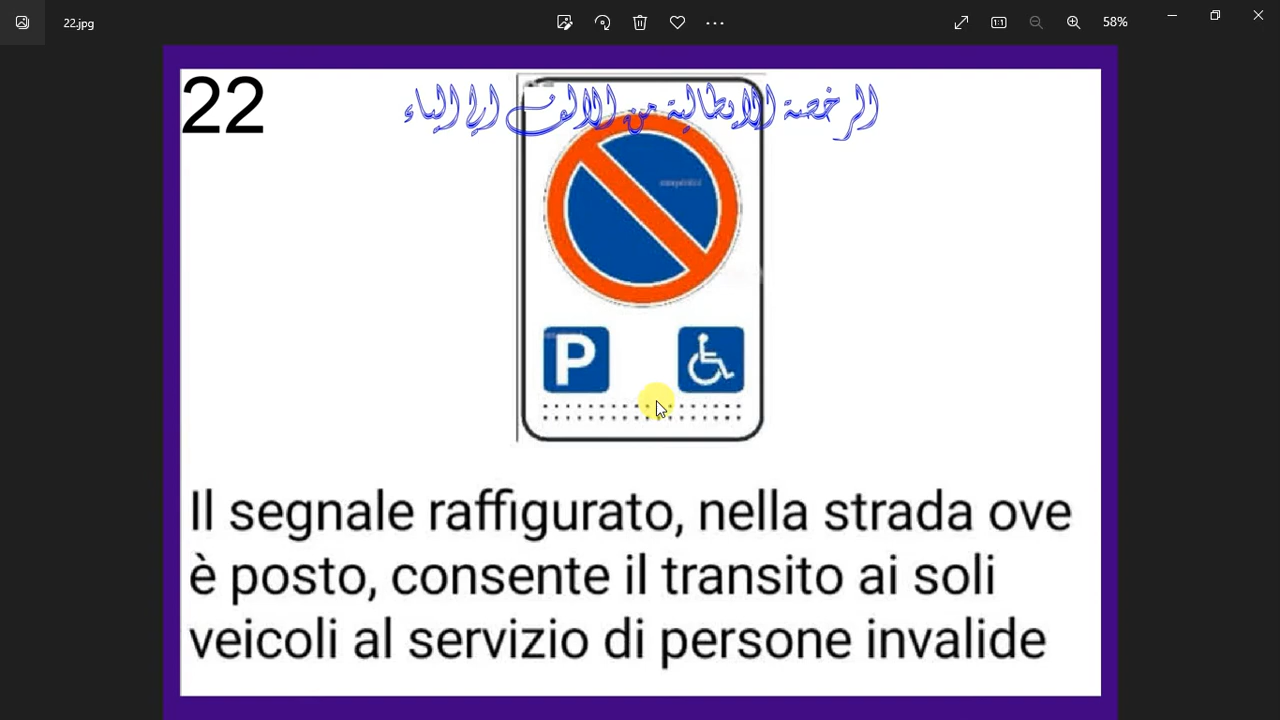 22.jpg
58%
22
الرخصة الايطالية من الالف الى الياء
P
Il segnale raffigurato, nella strada ove
è posto, consente il transito ai soli
veicoli al servizio di persone invalide